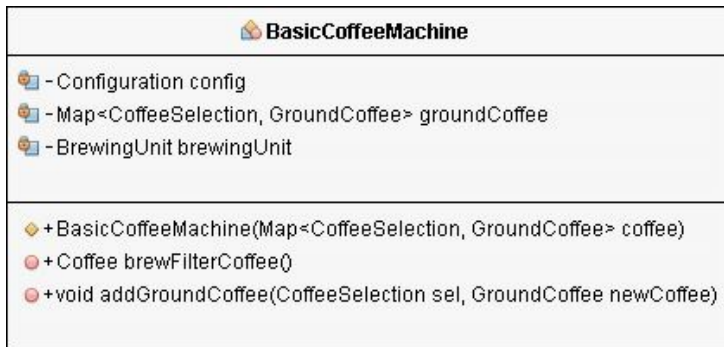 BasicCoffeeMachine
-Configuration config
-Map<CoffeeSelection, GroundCoffee> groundCoffee
-BrewingUnit brewingUnit
+BasicCoffeeMachine(Map<CoffeeSelection, GroundCoffee> coffee)
+Coffee brewFilterCoffee()
+void addGroundCoffee(CoffeeSelection sel, GroundCoffee newCoffee)